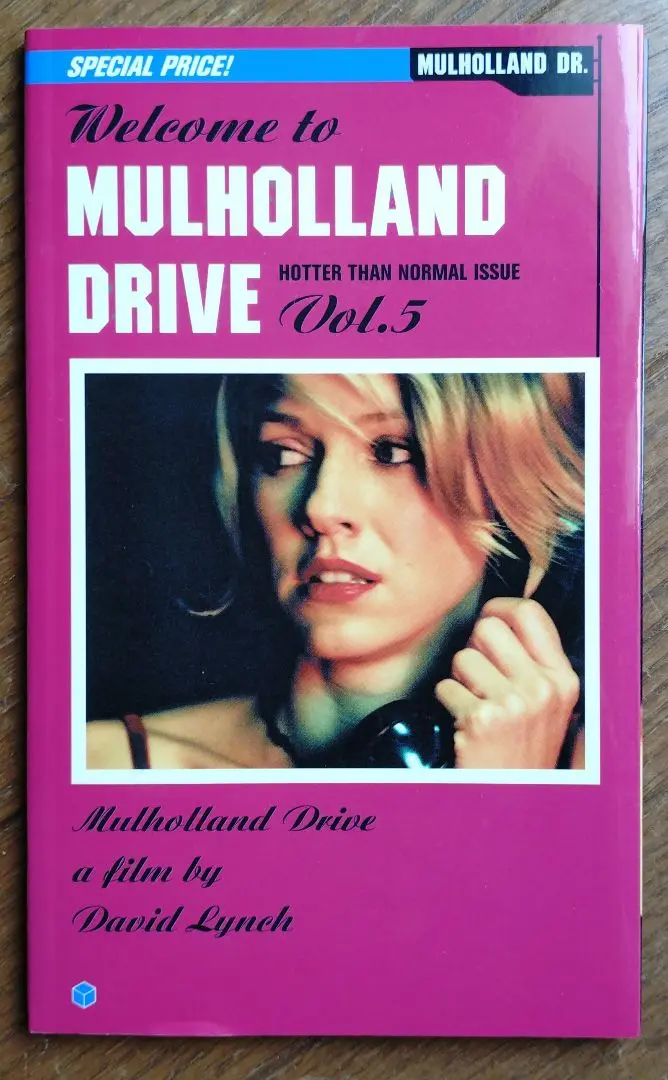 SPECIAL PRICE!
MULHOLLAND DR.
Welcome to
MULHOLLAND
DRIVE
HOTTER THAN NORMAL ISSUE
Vol.5
Mulholland Drive
a film by
David Lynch